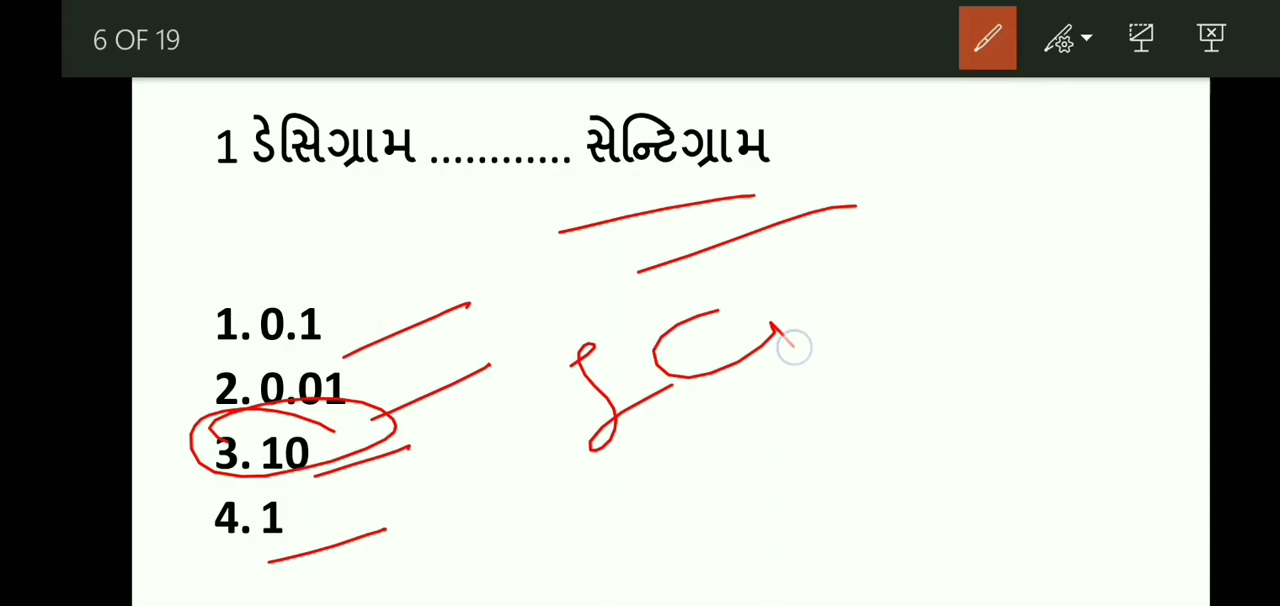 6 OF 19
1 ડેસિગ્રામ ............ સેન્ટિગ્રામ
1. 0.1
2. 0.01
3. 10
4. 1